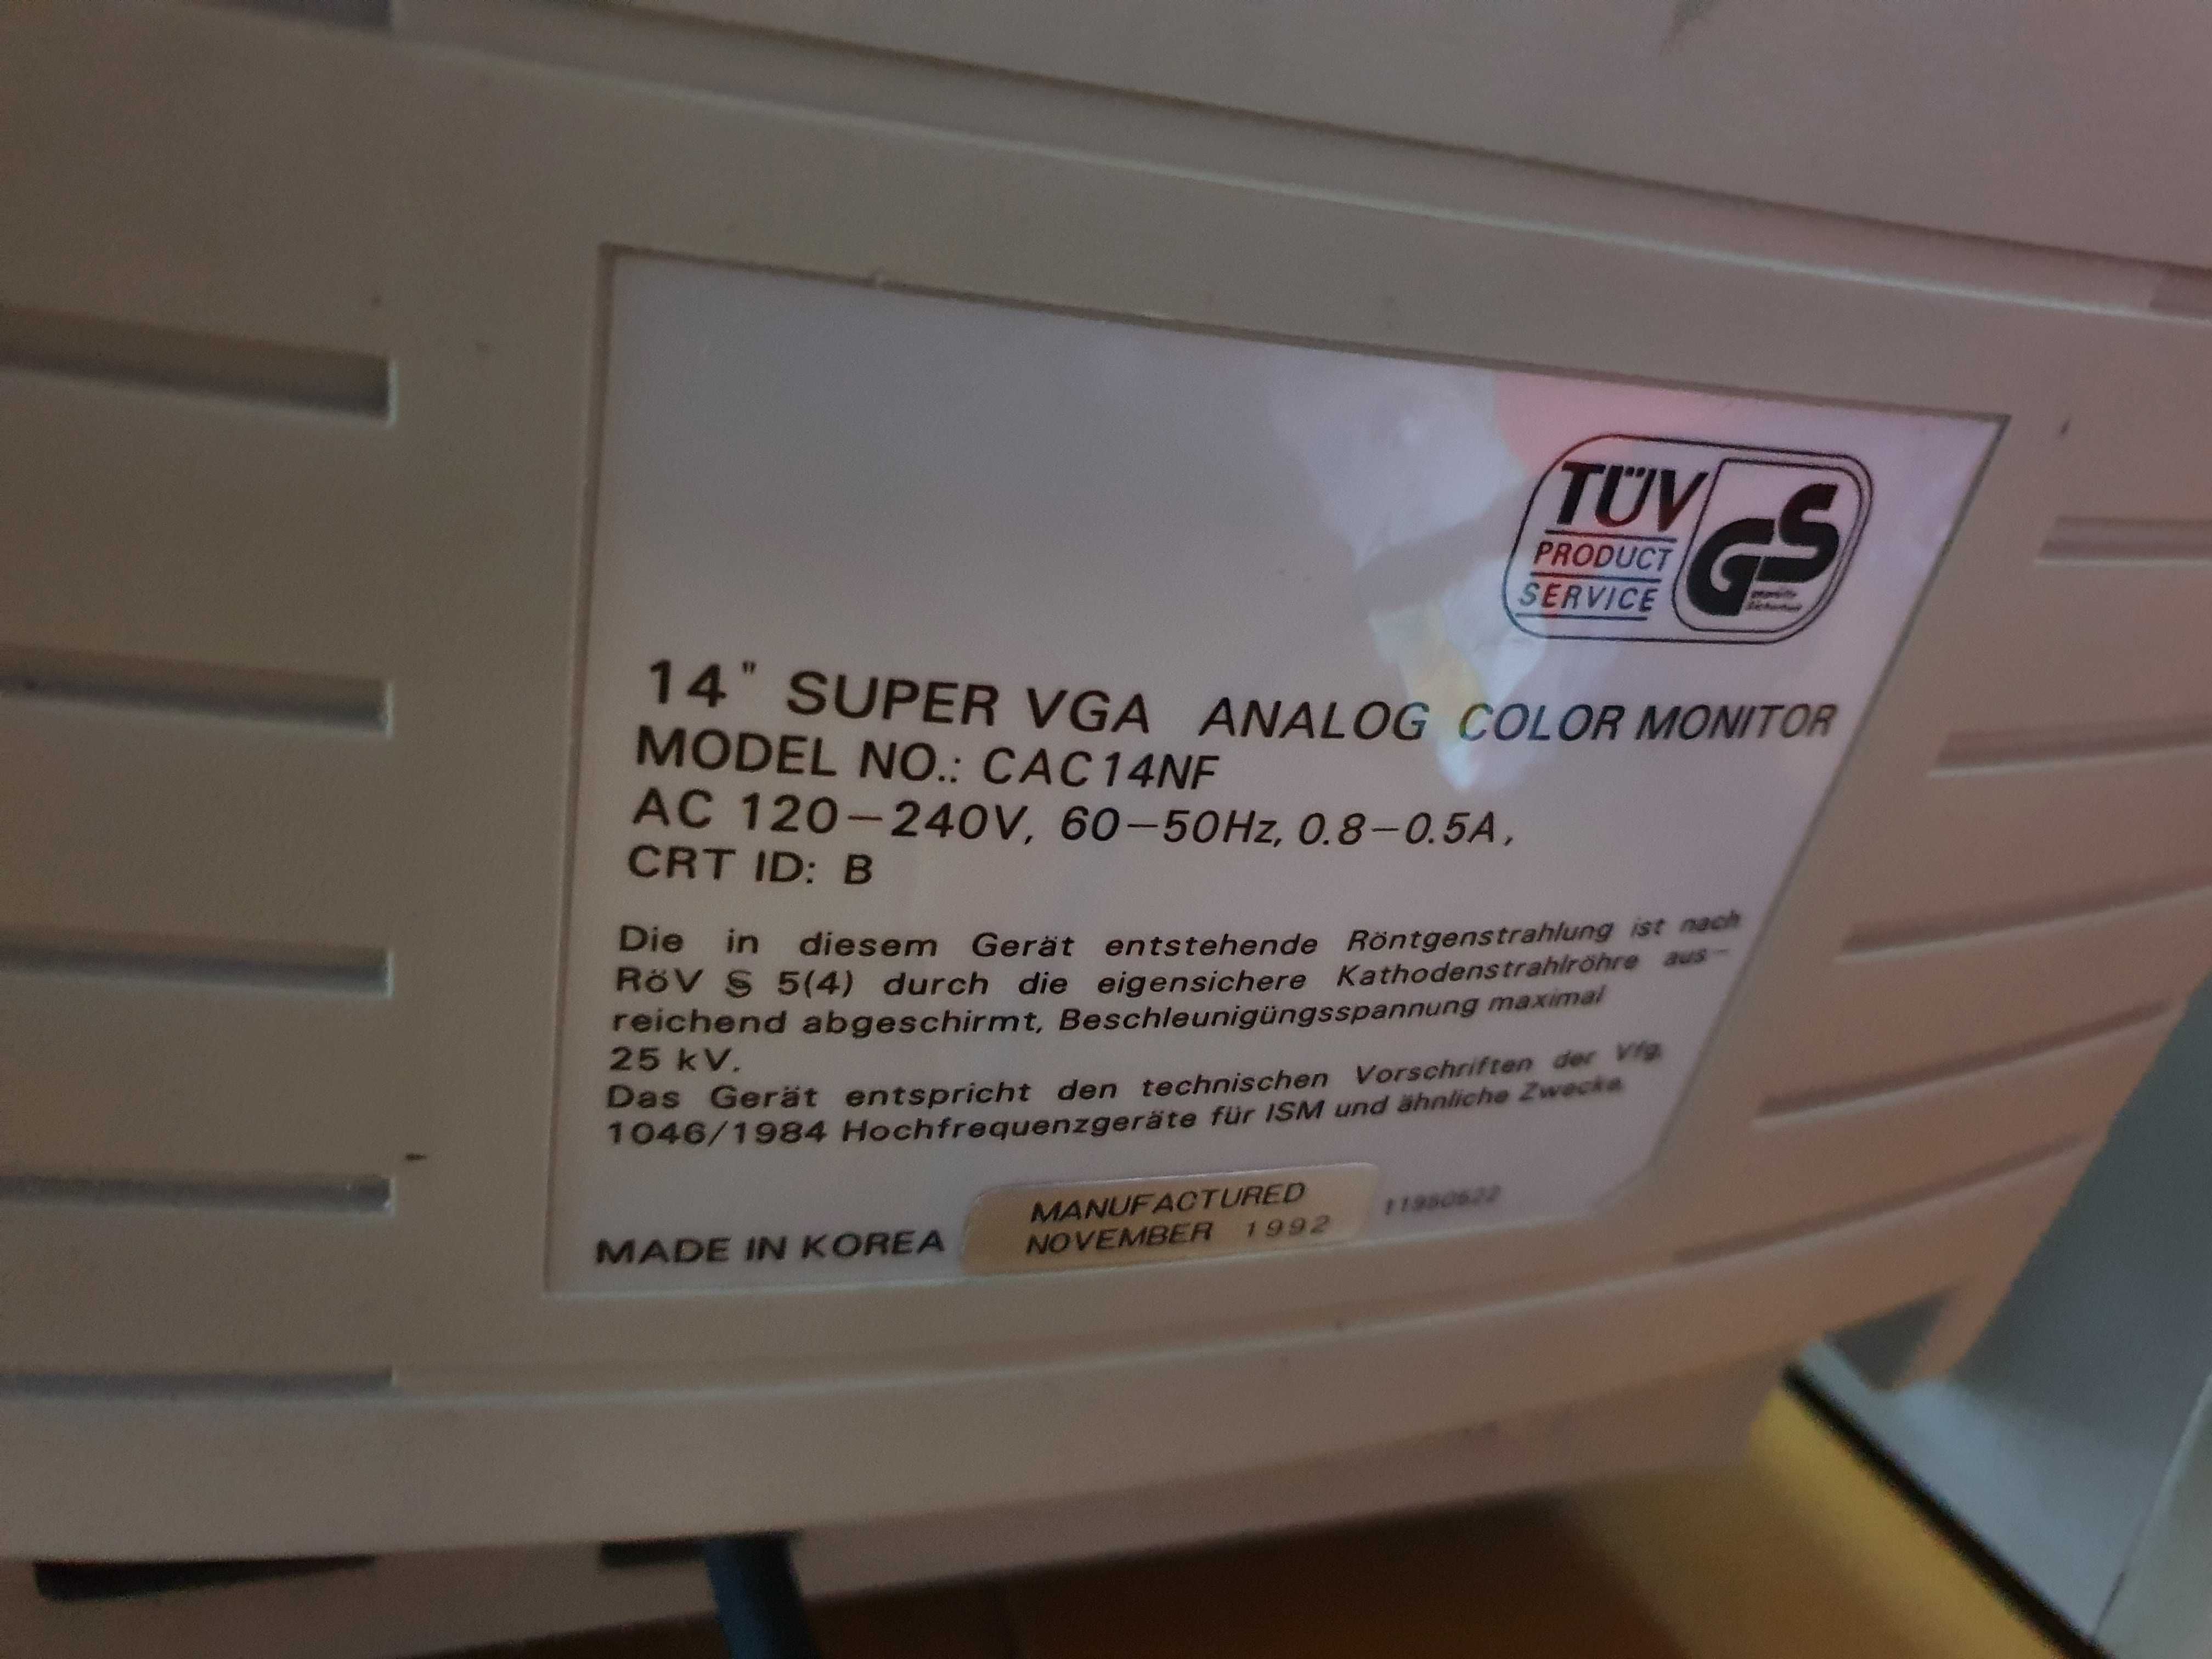 TÜV
PRODUCT
SERVICE
GS
geprüfte
Sicherheit
14" SUPER VGA ANALOG COLOR MONITOR
MODEL NO.: CAC14NF
AC 120-240V, 60-50Hz, 0.8-0.5A,
CRT ID: B
Die in diesem Gerät entstehende Röntgenstrahlung ist nach
RöV § 5(4) durch die eigensichere Kathodenstrahlröhre aus-
reichend abgeschirmt, Beschleunigüngsspannung maximal
25 kV.
Das Gerät entspricht den technischen Vorschriften der Vfg.
1046/1984 Hochfrequenzgeräte für ISM und ähnliche Zwecke.
MADE IN KOREA
MANUFACTURED
NOVEMBER 1992